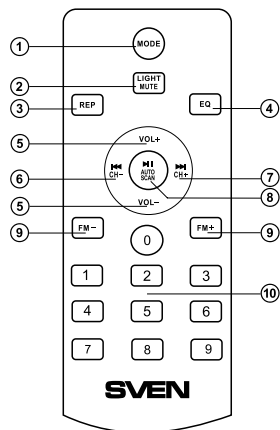 1 MODE
2 LIGHT MUTE
3 REP EQ 4
5 VOL+
6 CH- AUTO SCAN CH+ 7
8
5 VOL-
9 FM- FM+ 9
0
1 2 3
10
4 5 6
7 8 9
SVEN